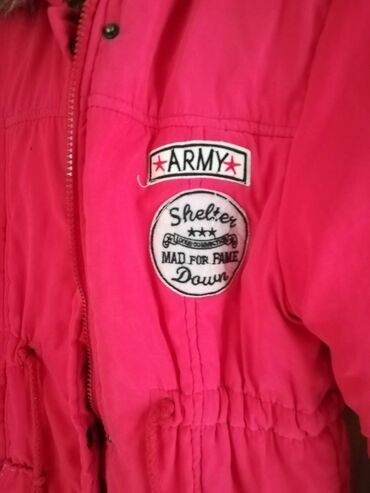 ★ARMY★
Shelter
★★★
MAD FOR FAME
Down